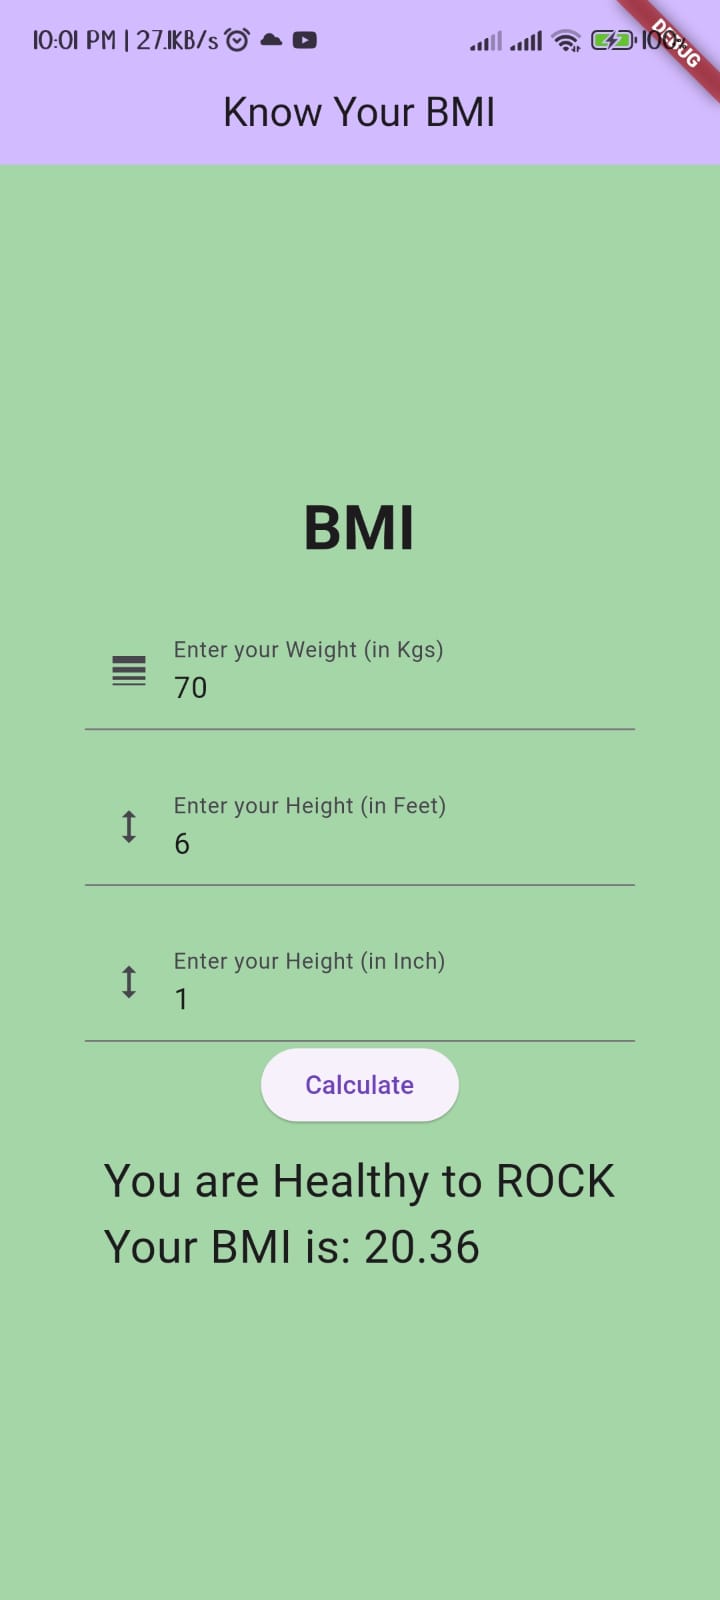 10:01 PM | 27.1KB/s
DEBUG
Know Your BMI
BMI
Enter your Weight (in Kgs)
70
Enter your Height (in Feet)
6
Enter your Height (in Inch)
1
Calculate
You are Healthy to ROCK
Your BMI is: 20.36